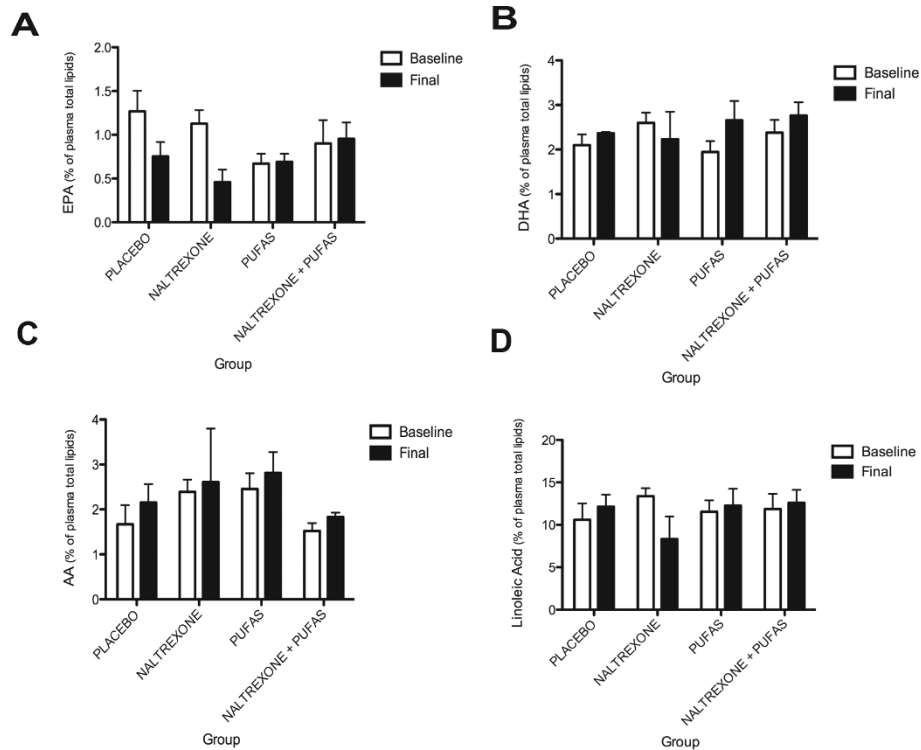 A
EPA (% of plasma total lipids)
2.0
1.5
1.0
0.5
0.0
PLACEBO
NALTREXONE
PUFAS
NALTREXONE + PUFAS
Group
Baseline
Final
B
DHA (% of plasma total lipids)
4
3
2
1
0
PLACEBO
NALTREXONE
PUFAS
NALTREXONE + PUFAS
Group
Baseline
Final
C
AA (% of plasma total lipids)
4
3
2
1
0
PLACEBO
NALTREXONE
PUFAS
NALTREXONE + PUFAS
Group
Baseline
Final
D
Linoleic Acid (% of plasma total lipids)
20
15
10
5
0
PLACEBO
NALTREXONE
PUFAS
NALTREXONE + PUFAS
Group
Baseline
Final